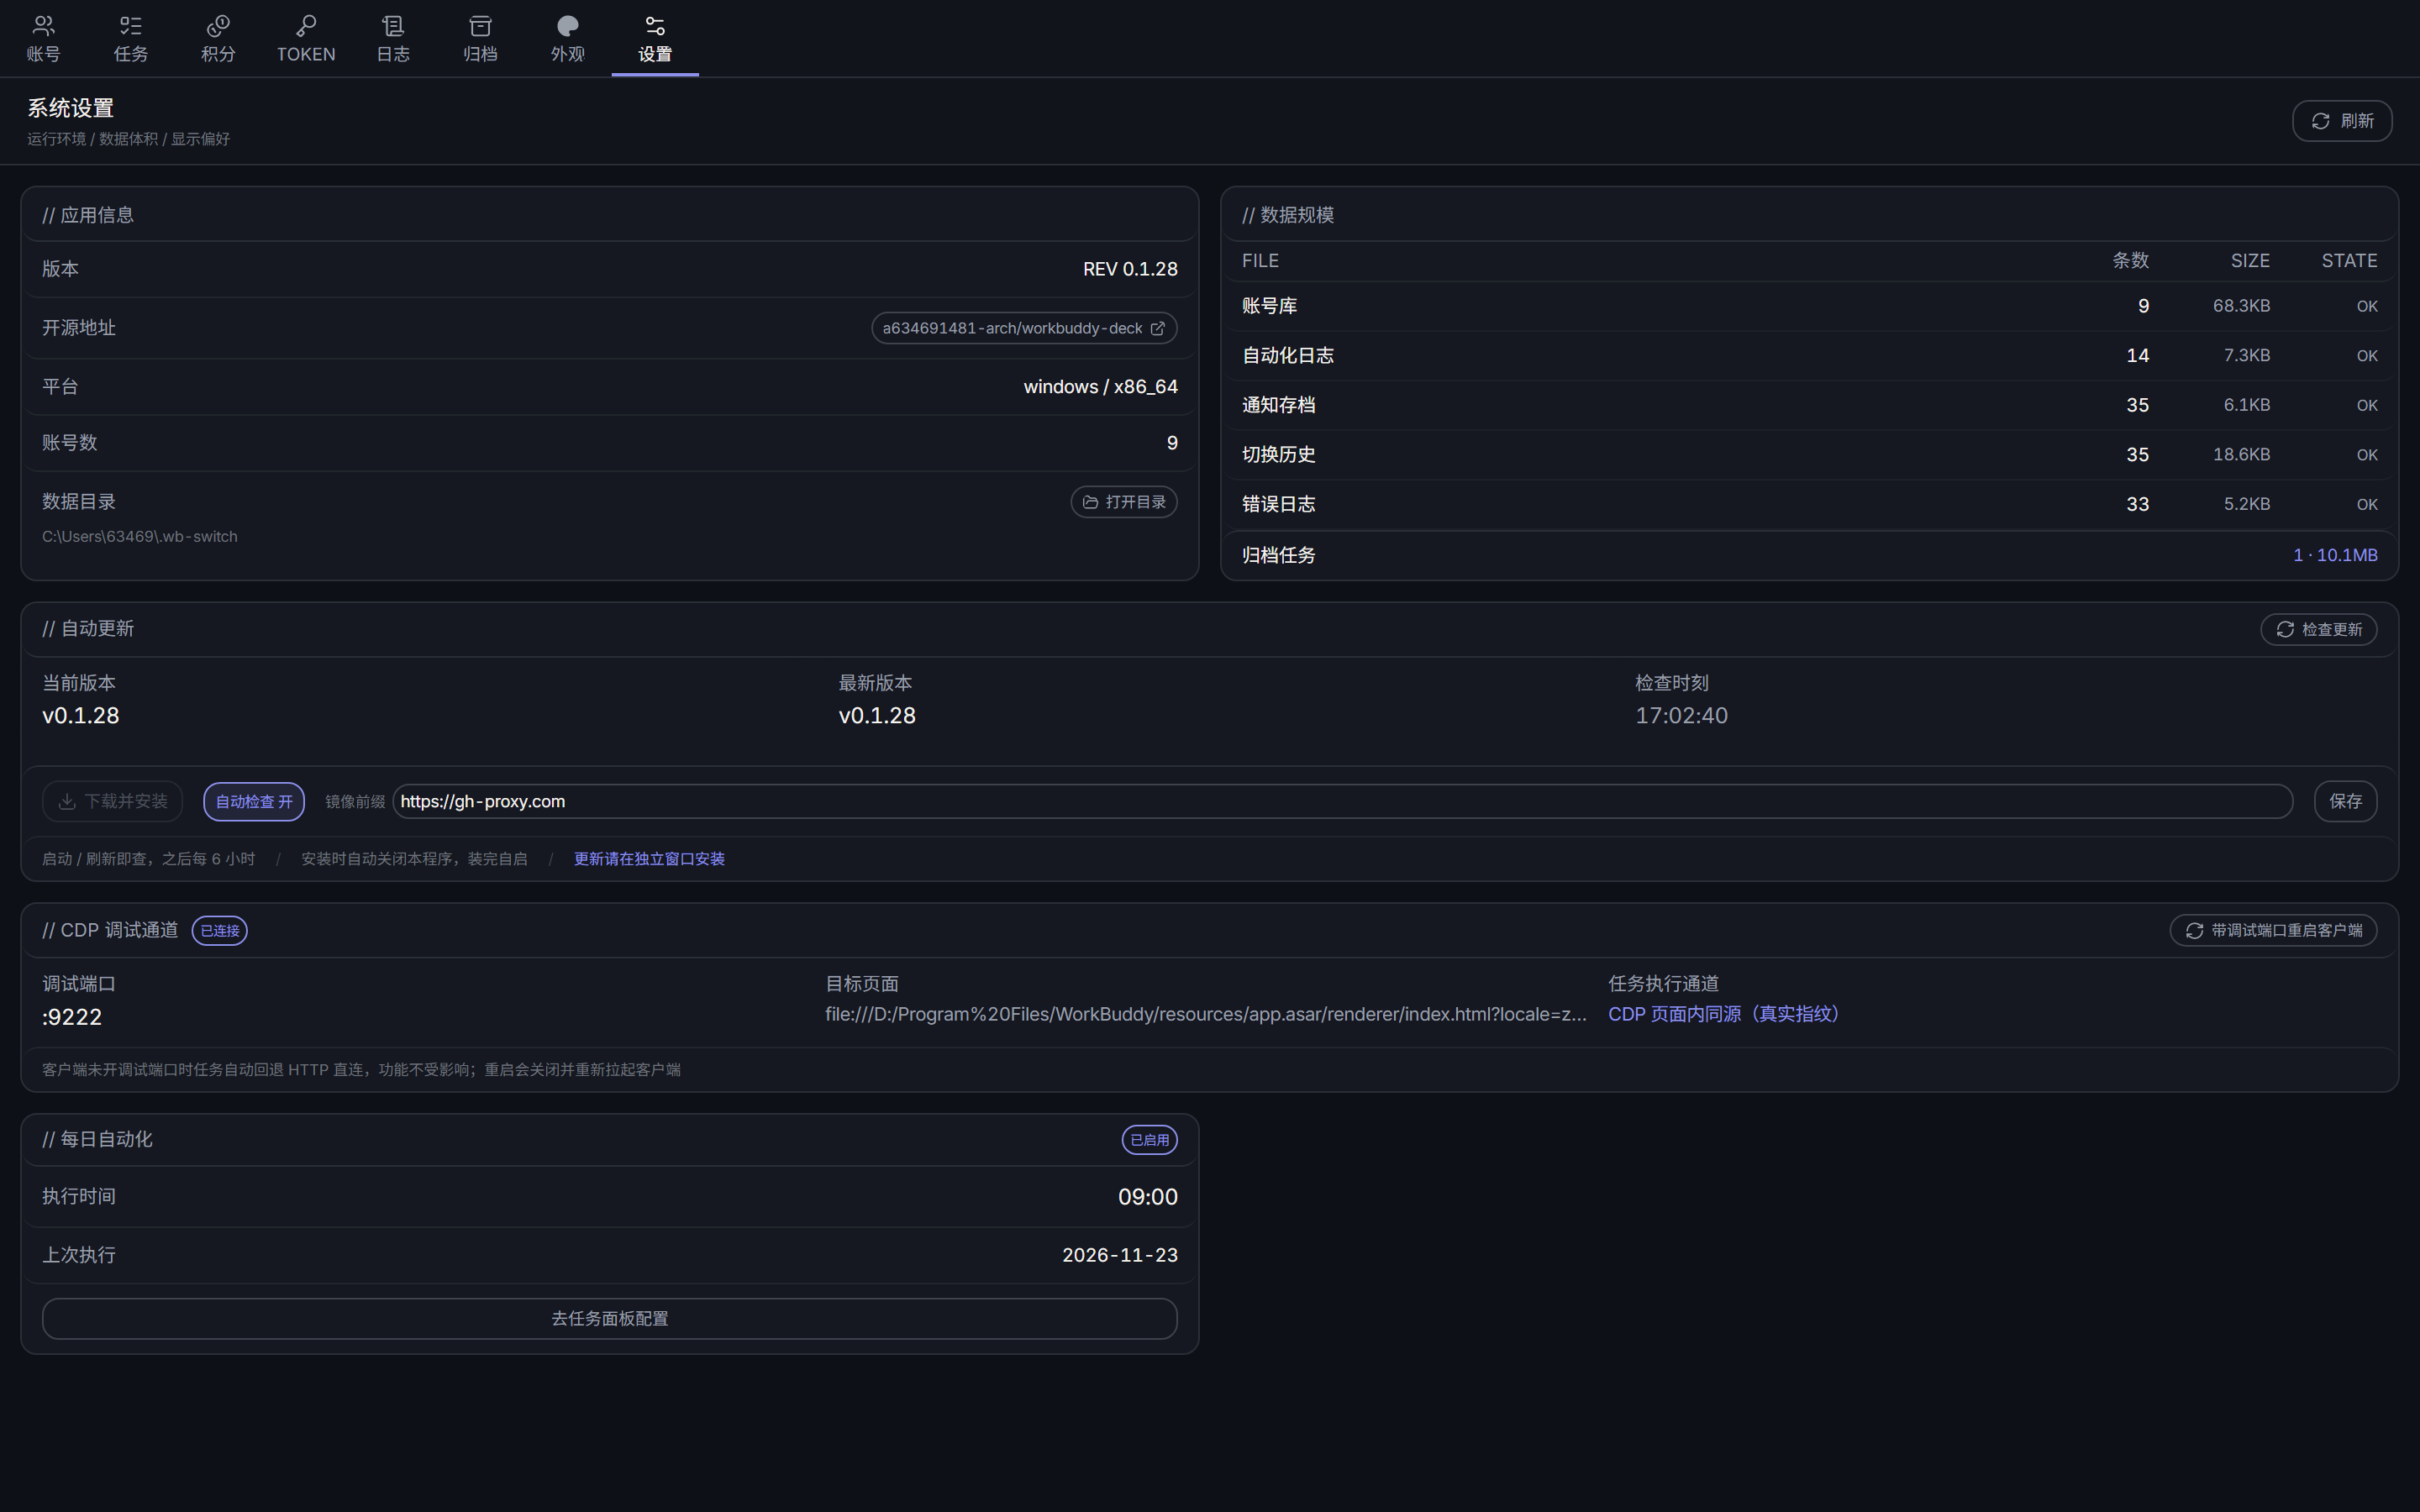 账号 任务 积分 TOKEN 日志 归档 外观 设置
系统设置
运行环境 / 数据体积 / 显示偏好
刷新
// 应用信息
版本 REV 0.1.28
开源地址 a634691481-arch/workbuddy-deck
平台 windows / x86_64
账号数 9
数据目录 打开目录
C:\Users\63469\.wb-switch
// 数据规模
FILE 条数 SIZE STATE
账号库 9 68.3KB OK
自动化日志 14 7.3KB OK
通知存档 35 6.1KB OK
切换历史 35 18.6KB OK
错误日志 33 5.2KB OK
归档任务 1 · 10.1MB
// 自动更新 检查更新
当前版本 最新版本 检查时刻
v0.1.28 v0.1.28 17:02:40
下载并安装 自动检查 开 镜像前缀 https://gh-proxy.com 保存
启动 / 刷新即查，之后每 6 小时 / 安装时自动关闭本程序，装完自启 / 更新请在独立窗口安装
// CDP 调试通道 已连接 带调试端口重启客户端
调试端口 目标页面 任务执行通道
:9222 file:///D:/Program%20Files/WorkBuddy/resources/app.asar/renderer/index.html?locale=z... CDP 页面内同源（真实指纹）
客户端未开调试端口时任务自动回退 HTTP 直连，功能不受影响；重启会关闭并重新拉起客户端
// 每日自动化 已启用
执行时间 09:00
上次执行 2026-11-23
去任务面板配置